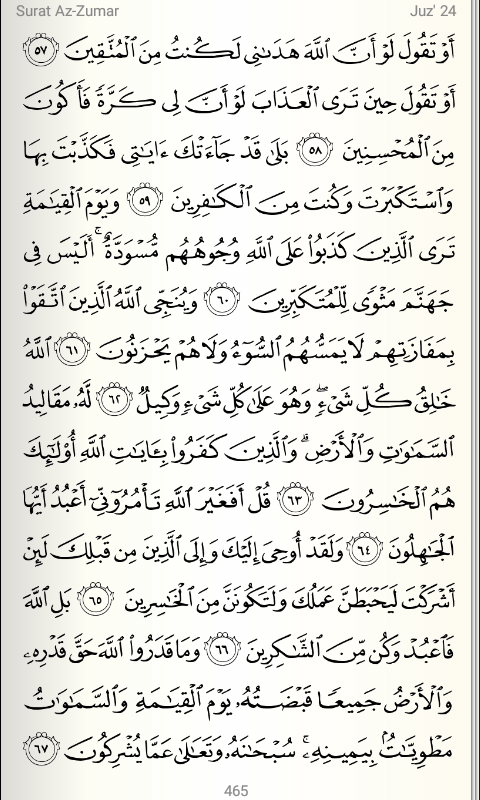 Surat Az-Zumar Juz' 24
أَوْ تَقُولَ لَوْ أَنَّ ٱللَّهَ هَدَىٰنِى لَكُنتُ مِنَ ٱلْمُتَّقِينَ ٥٧
أَوْ تَقُولَ حِينَ تَرَى ٱلْعَذَابَ لَوْ أَنَّ لِى كَرَّةً فَأَكُونَ
مِنَ ٱلْمُحْسِنِينَ ٥٨ بَلَىٰ قَدْ جَآءَتْكَ ءَايَـٰتِى فَكَذَّبْتَ بِهَا
وَٱسْتَكْبَرْتَ وَكُنتَ مِنَ ٱلْكَـٰفِرِينَ ٥٩ وَيَوْمَ ٱلْقِيَـٰمَةِ
تَرَى ٱلَّذِينَ كَذَبُوا۟ عَلَى ٱللَّهِ وُجُوهُهُم مُّسْوَدَّةٌ ۚ أَلَيْسَ فِى
جَهَنَّمَ مَثْوًى لِّلْمُتَكَبِّرِينَ ٦٠ وَيُنَجِّى ٱللَّهُ ٱلَّذِينَ ٱتَّقَوْا۟
بِمَفَازَتِهِمْ لَا يَمَسُّهُمُ ٱلسُّوٓءُ وَلَا هُمْ يَحْزَنُونَ ٦١ ٱللَّهُ
خَـٰلِقُ كُلِّ شَىْءٍ ۖ وَهُوَ عَلَىٰ كُلِّ شَىْءٍ وَكِيلٌ ٦٢ لَّهُۥ مَقَالِيدُ
ٱلسَّمَـٰوَٰتِ وَٱلْأَرْضِ ۗ وَٱلَّذِينَ كَفَرُوا۟ بِـَٔايَـٰتِ ٱللَّهِ أُو۟لَـٰٓئِكَ
هُمُ ٱلْخَـٰسِرُونَ ٦٣ قُلْ أَفَغَيْرَ ٱللَّهِ تَأْمُرُوٓنِّىٓ أَعْبُدُ أَيُّهَا
ٱلْجَـٰهِلُونَ ٦٤ وَلَقَدْ أُوحِىَ إِلَيْكَ وَإِلَى ٱلَّذِينَ مِن قَبْلِكَ لَئِنْ
أَشْرَكْتَ لَيَحْبَطَنَّ عَمَلُكَ وَلَتَكُونَنَّ مِنَ ٱلْخَـٰسِرِينَ ٦٥ بَلِ ٱللَّهَ
فَٱعْبُدْ وَكُن مِّنَ ٱلشَّـٰكِرِينَ ٦٦ وَمَا قَدَرُوا۟ ٱللَّهَ حَقَّ قَدْرِهِۦ
وَٱلْأَرْضُ جَمِيعًا قَبْضَتُهُۥ يَوْمَ ٱلْقِيَـٰمَةِ وَٱلسَّمَـٰوَٰتُ
مَطْوِيَّـٰتٌۢ بِيَمِينِهِۦ ۚ سُبْحَـٰنَهُۥ وَتَعَـٰلَىٰ عَمَّا يُشْرِكُونَ ٦٧
465